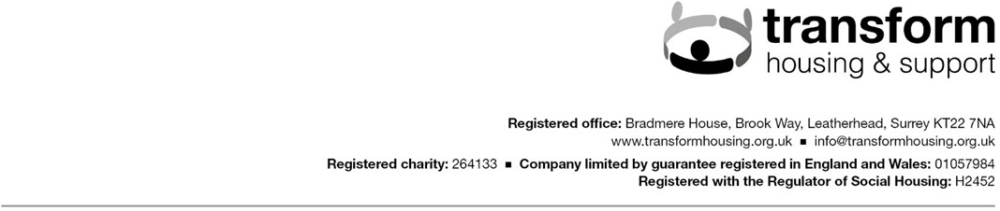 transform
housing & support
Registered office: Bradmere House, Brook Way, Leatherhead, Surrey KT22 7NA
www.transformhousing.org.uk ■ info@transformhousing.org.uk
Registered charity: 264133 ■ Company limited by guarantee registered in England and Wales: 01057984
Registered with the Regulator of Social Housing: H2452